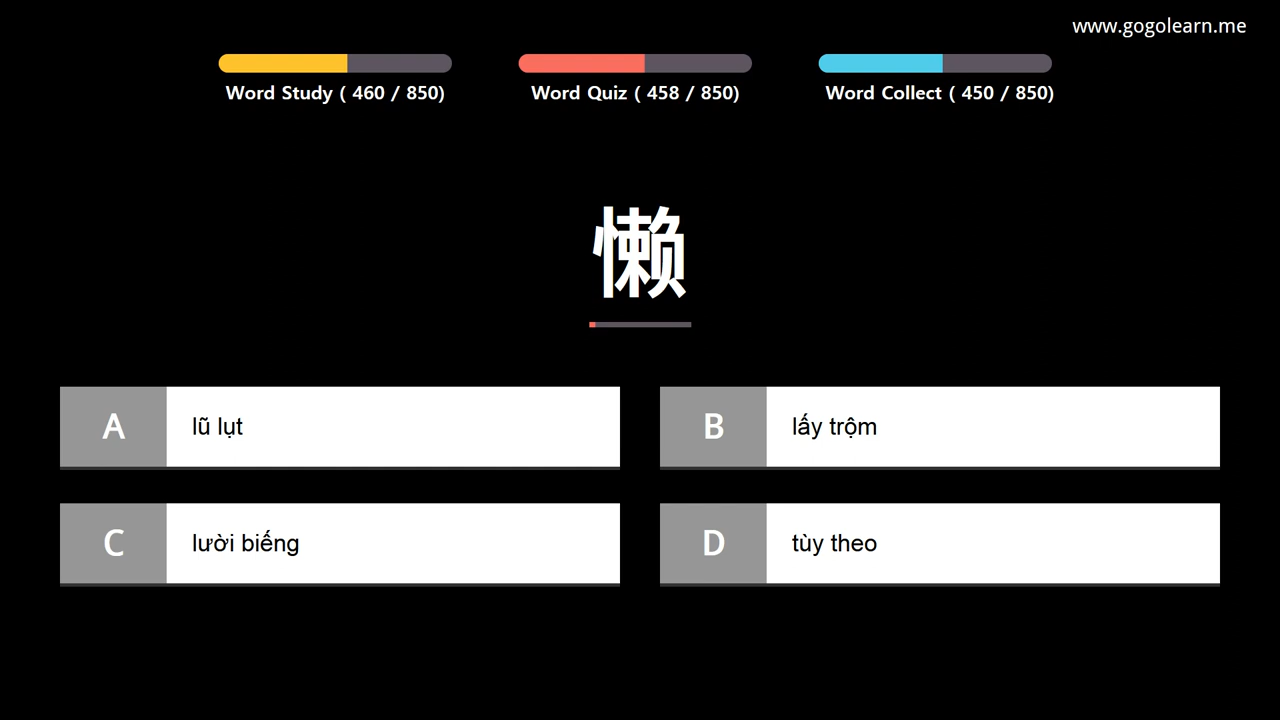 www.gogolearn.me
Word Study ( 460 / 850)
Word Quiz ( 458 / 850)
Word Collect ( 450 / 850)
懒
A
lũ lụt
B
lấy trộm
C
lười biếng
D
tùy theo